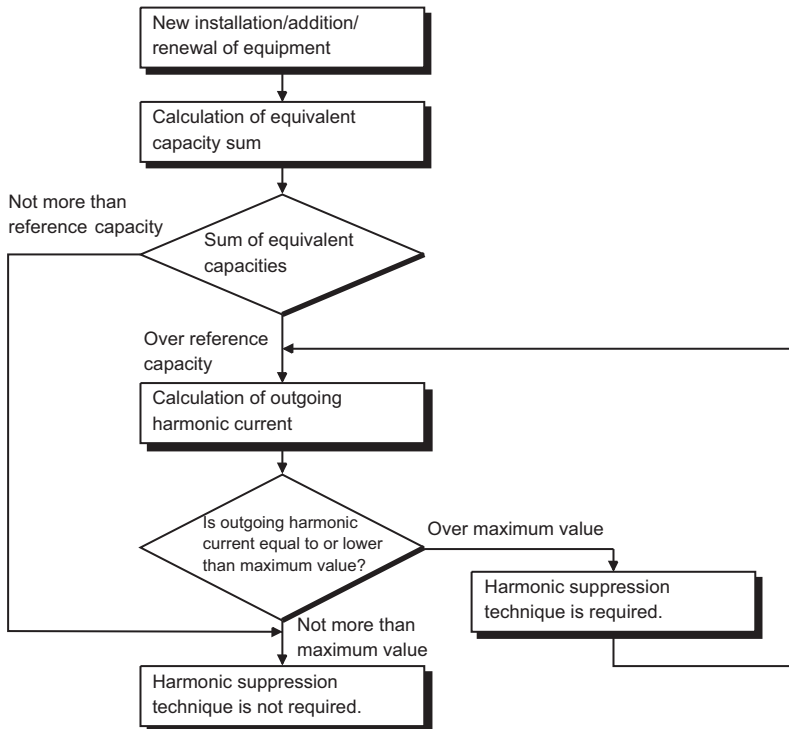 New installation/addition/
renewal of equipment
Calculation of equivalent
capacity sum
Not more than
reference capacity
Sum of equivalent
capacities
Over reference
capacity
Calculation of outgoing
harmonic current
Is outgoing harmonic
current equal to or lower
than maximum value?
Over maximum value
Harmonic suppression
technique is required.
Not more than
maximum value
Harmonic suppression
technique is not required.